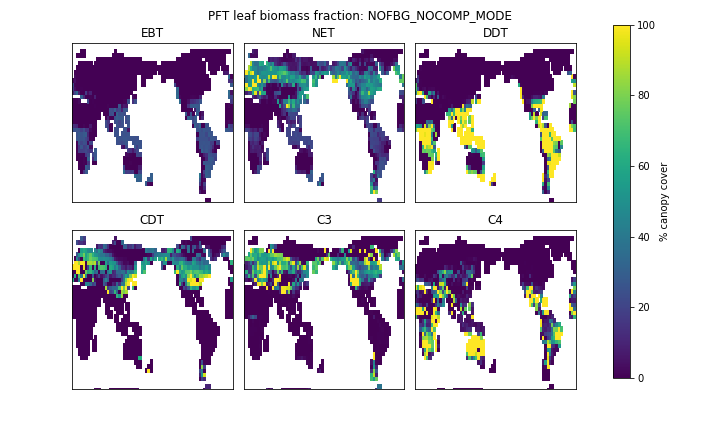 PFT leaf biomass fraction: NOFBG_NOCOMP_MODE
EBT
NET
DDT
CDT
C3
C4
100
80
60
40
20
0
% canopy cover